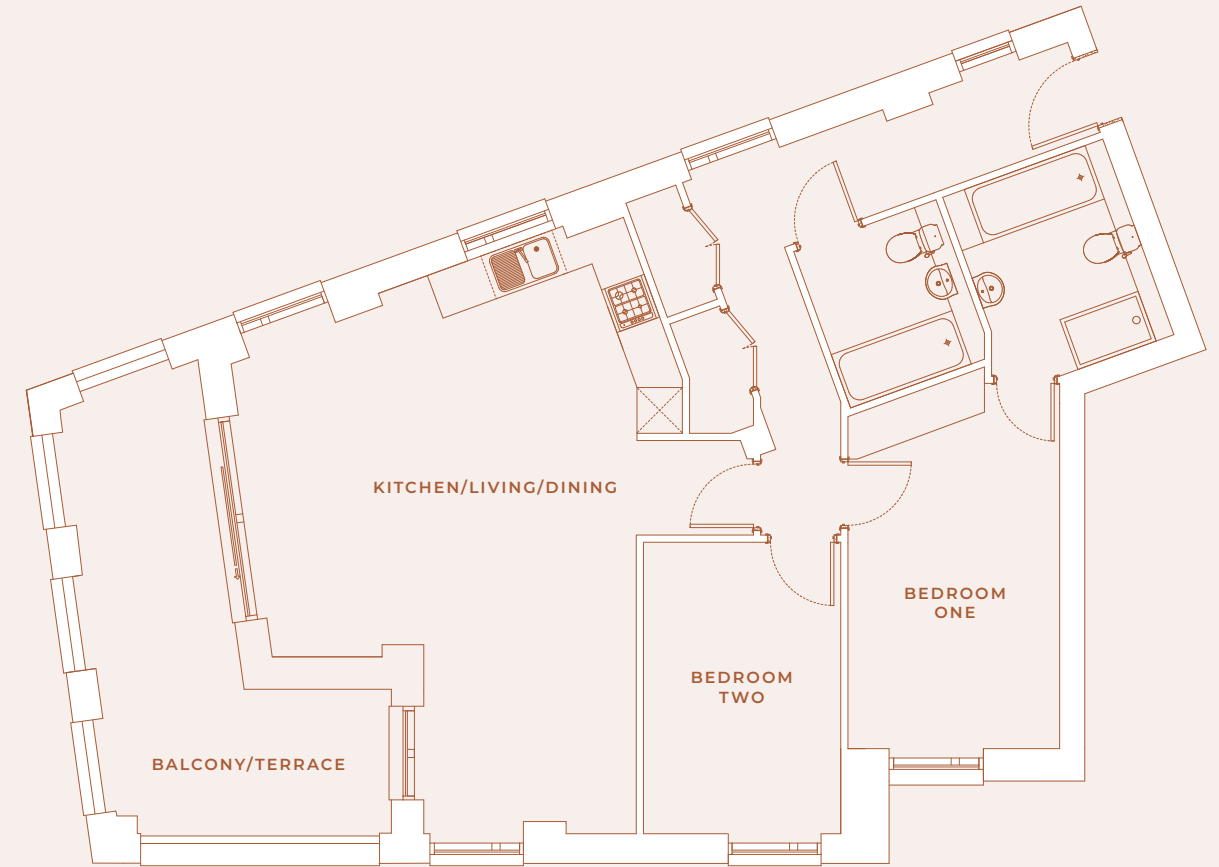 KITCHEN/LIVING/DINING
BEDROOM
ONE
BEDROOM
TWO
BALCONY/TERRACE